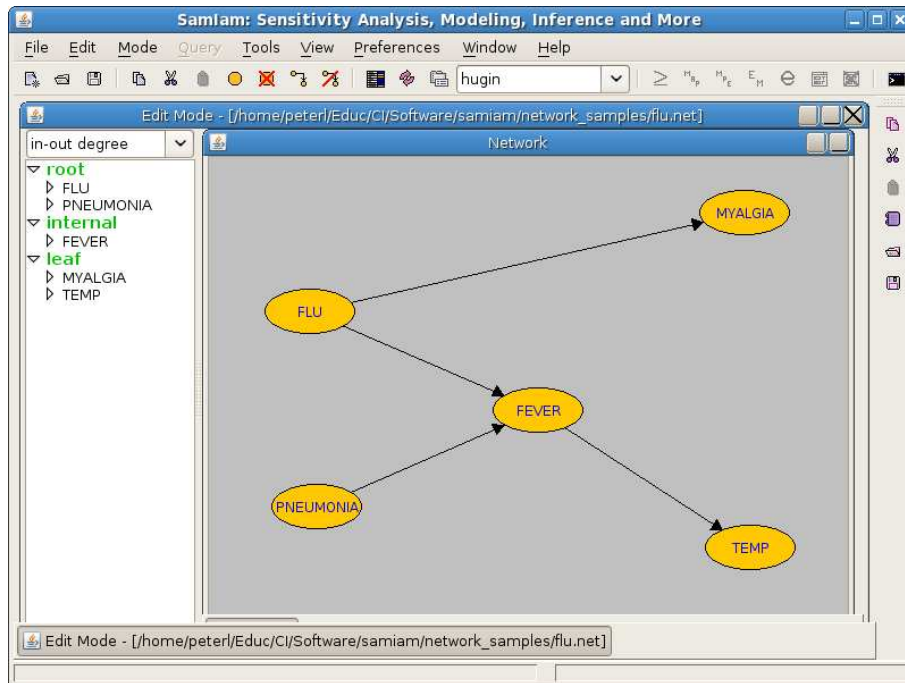 SamIam: Sensitivity Analysis, Modeling, Inference and More
File Edit Mode Query Tools View Preferences Window Help
hugin
Edit Mode - [/home/peterl/Educ/CI/Software/samiam/network_samples/flu.net]
in-out degree
Network
root
FLU
PNEUMONIA
internal
FEVER
leaf
MYALGIA
TEMP
MYALGIA
FLU
FEVER
PNEUMONIA
TEMP
Edit Mode - [/home/peterl/Educ/CI/Software/samiam/network_samples/flu.net]